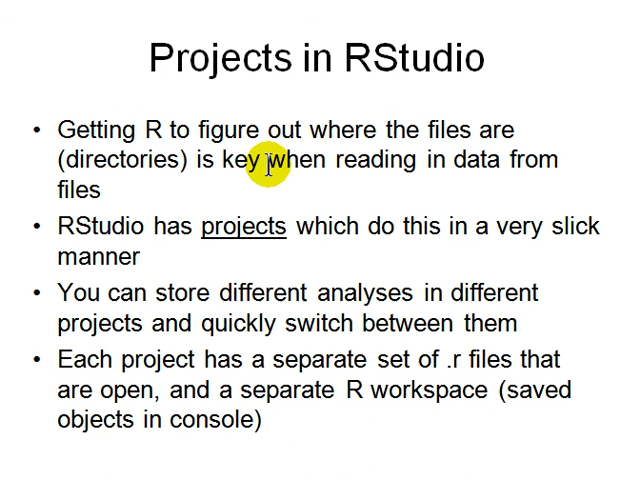 Projects in RStudio
• Getting R to figure out where the files are
(directories) is key when reading in data from
files
• RStudio has projects which do this in a very slick
manner
• You can store different analyses in different
projects and quickly switch between them
• Each project has a separate set of .r files that
are open, and a separate R workspace (saved
objects in console)